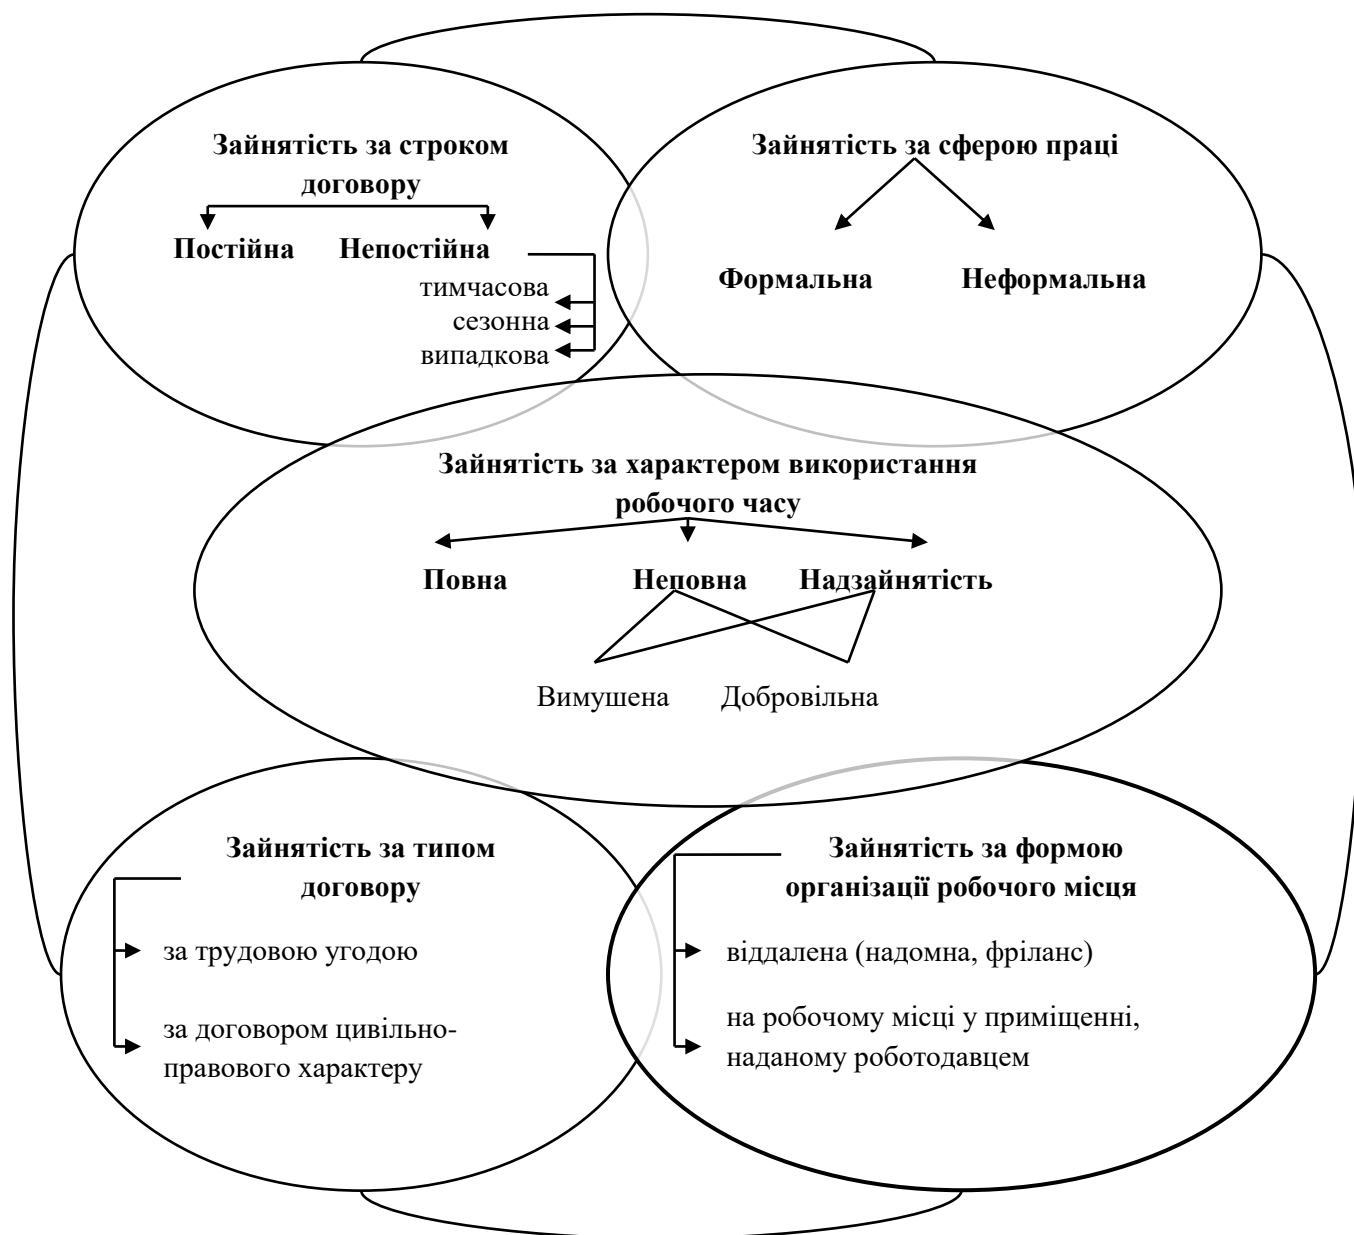 Зайнятість за строком
договору
Постійна Непостійна
тимчасова
сезонна
випадкова
Зайнятість за сферою праці
Формальна Неформальна
Зайнятість за характером використання
робочого часу
Повна Неповна Надзайнятість
Вимушена Добровільна
Зайнятість за типом
договору
за трудовою угодою
за договором цивільно-
правового характеру
Зайнятість за формою
організації робочого місця
віддалена (надомна, фріланс)
на робочому місці у приміщенні,
наданому роботодавцем